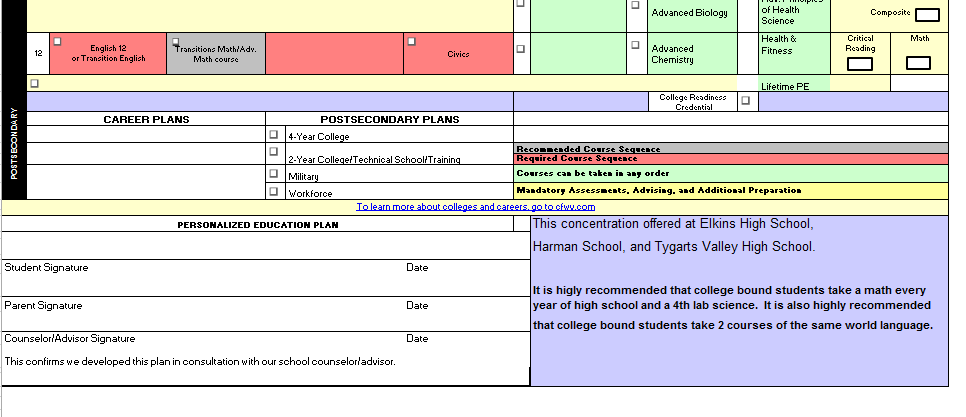 Adv. Principles
of Health
Science
Advanced Biology
Composite
12
English 12
or Transition English
Transitions Math/Adv.
Math course
Civics
Advanced
Chemistry
Health &
Fitness
Critical
Reading
Math
Lifetime PE
College Readiness
Credential
POSTSECONDARY
CAREER PLANS
POSTSECONDARY PLANS
4-Year College
2-Year College/Technical School/Training
Military
Workforce
Recommended Course Sequence
Required Course Sequence
Courses can be taken in any order
Mandatory Assessments, Advising, and Additional Preparation
To learn more about colleges and careers, go to cfwv.com
PERSONALIZED EDUCATION PLAN
Student Signature Date
Parent Signature Date
Counselor/Advisor Signature Date
This confirms we developed this plan in consultation with our school counselor/advisor.
This concentration offered at Elkins High School,
Harman School, and Tygarts Valley High School.
It is higly recommended that college bound students take a math every
year of high school and a 4th lab science. It is also highly recommended
that college bound students take 2 courses of the same world language.